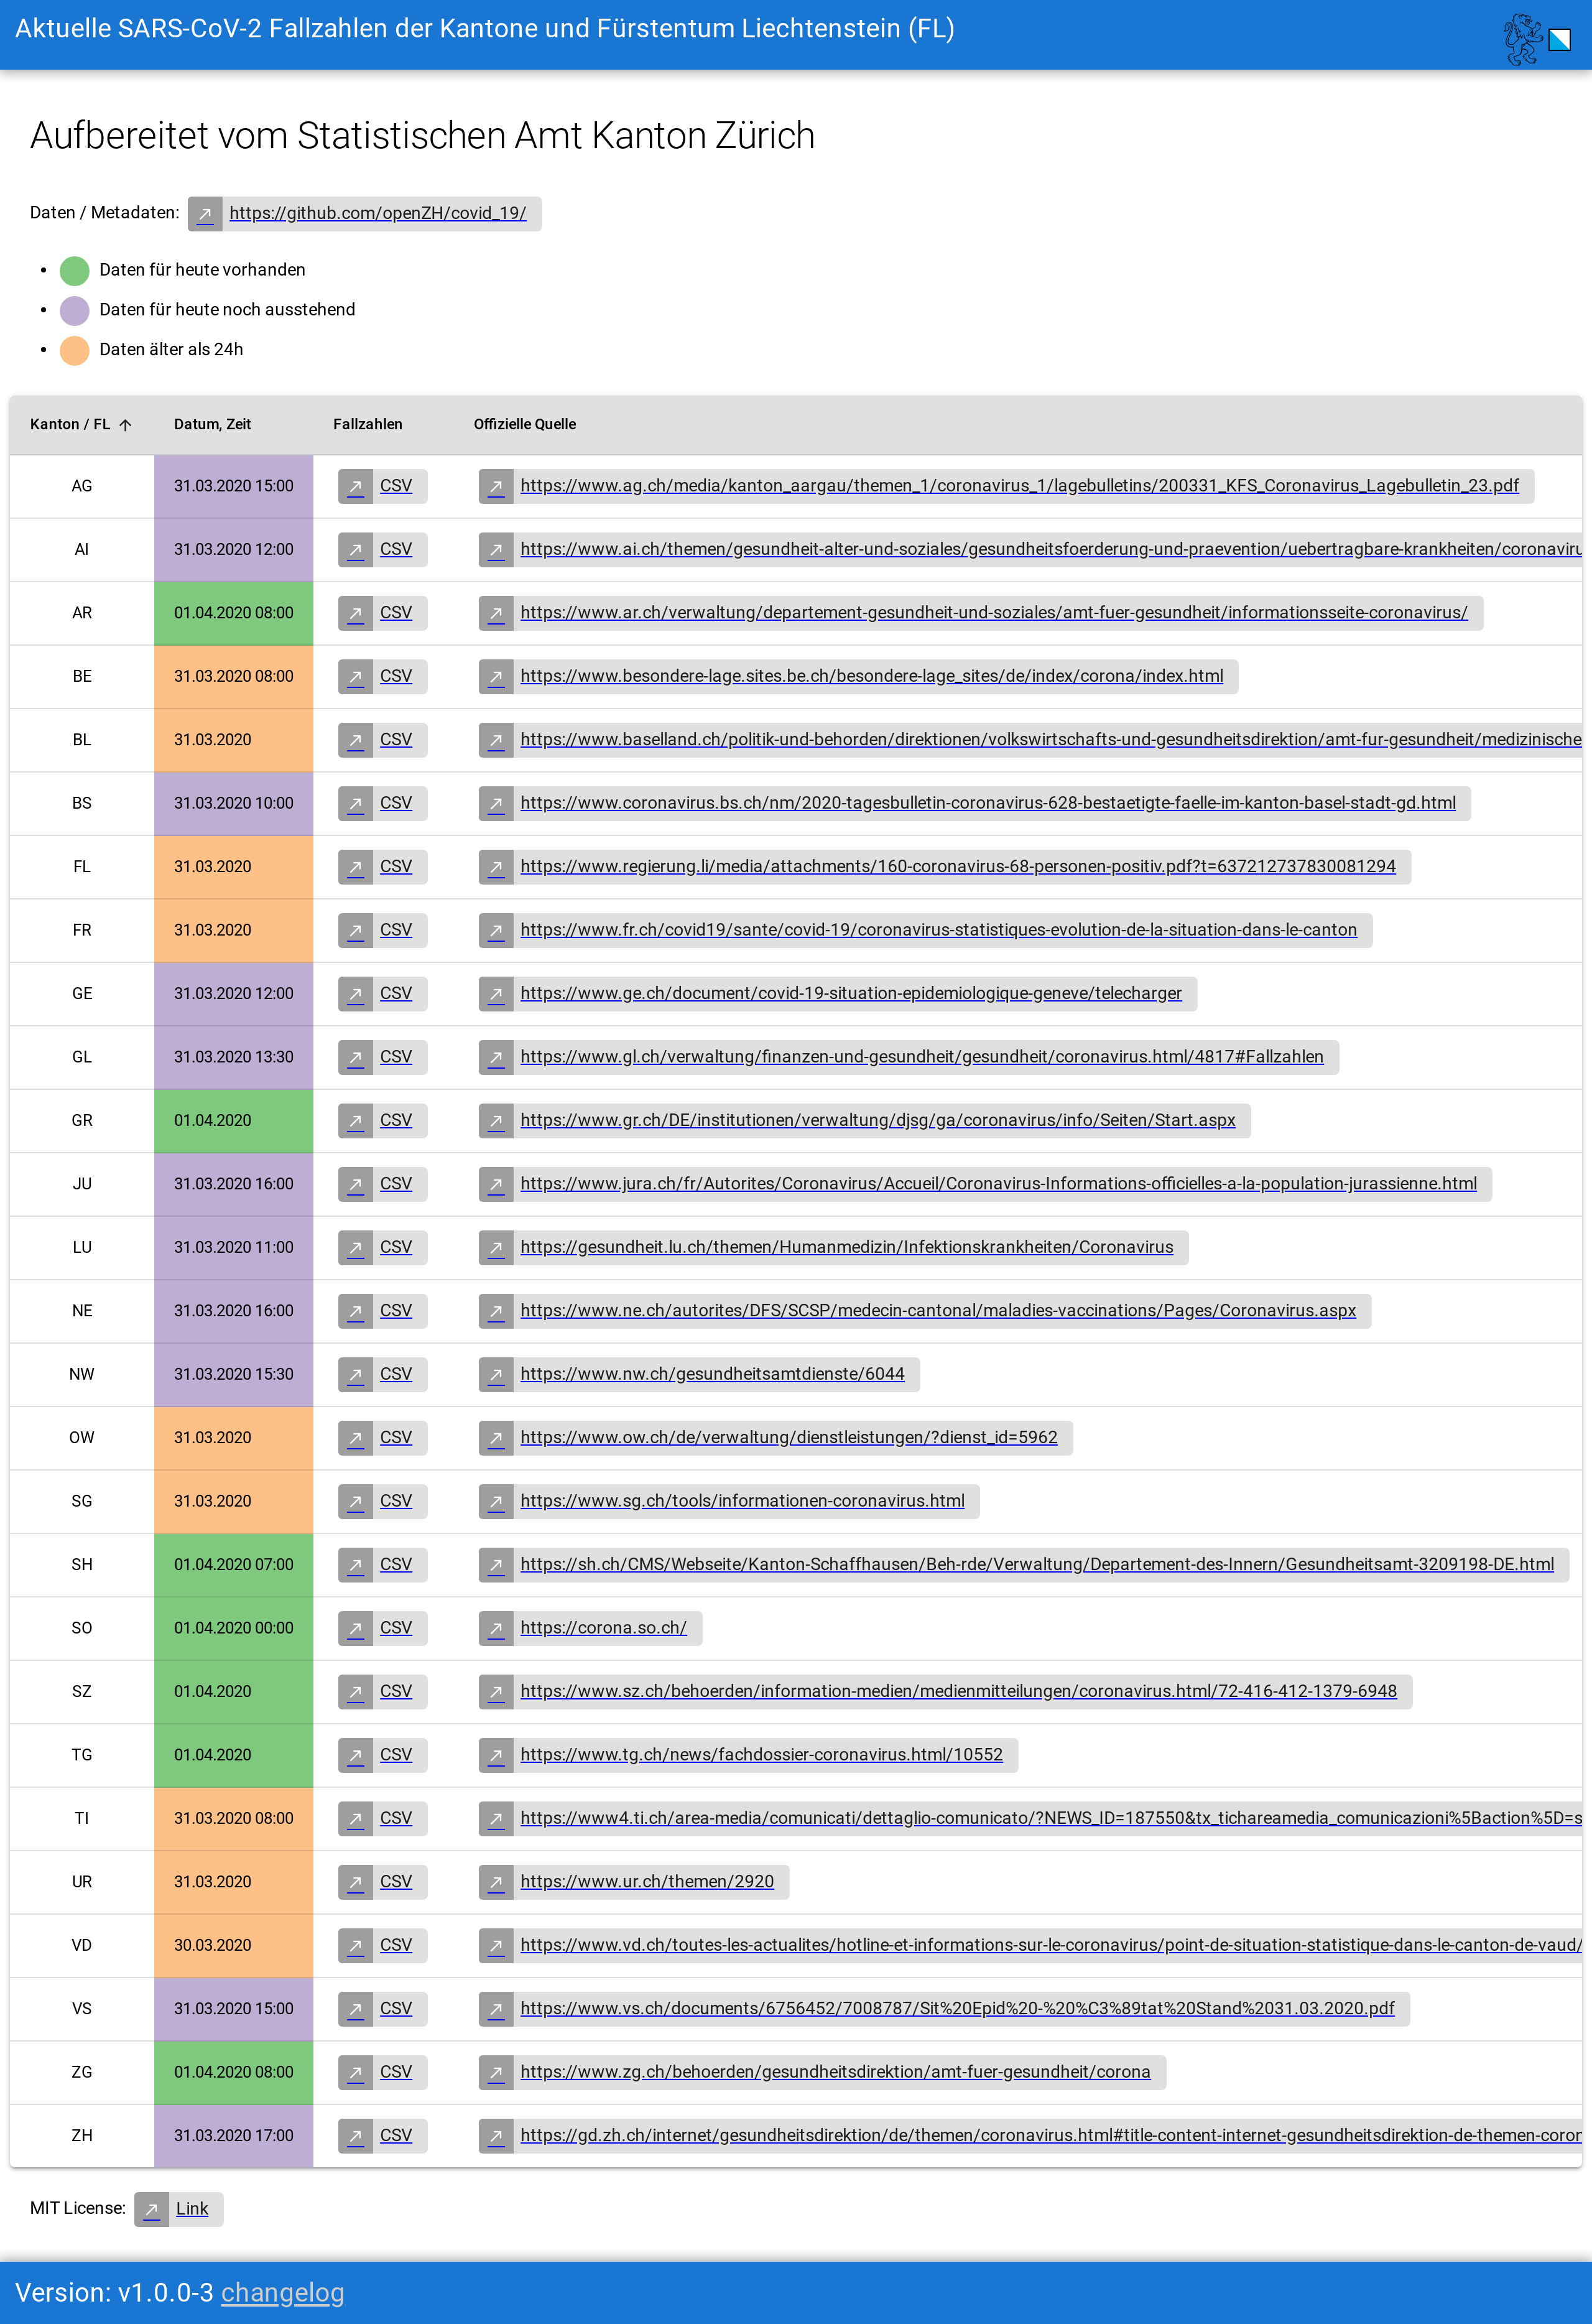 Aktuelle SARS-CoV-2 Fallzahlen der Kantone und Fürstentum Liechtenstein (FL)
Aufbereitet vom Statistischen Amt Kanton Zürich
Daten / Metadaten: https://github.com/openZH/covid_19/
Daten für heute vorhanden
Daten für heute noch ausstehend
Daten älter als 24h
Kanton / FL Datum, Zeit Fallzahlen Offizielle Quelle
AG 31.03.2020 15:00 CSV https://www.ag.ch/media/kanton_aargau/themen_1/coronavirus_1/lagebulletins/200331_KFS_Coronavirus_Lagebulletin_23.pdf
AI 31.03.2020 12:00 CSV https://www.ai.ch/themen/gesundheit-alter-und-soziales/gesundheitsfoerderung-und-praevention/uebertragbare-krankheiten/coronaviru
AR 01.04.2020 08:00 CSV https://www.ar.ch/verwaltung/departement-gesundheit-und-soziales/amt-fuer-gesundheit/informationsseite-coronavirus/
BE 31.03.2020 08:00 CSV https://www.besondere-lage.sites.be.ch/besondere-lage_sites/de/index/corona/index.html
BL 31.03.2020 CSV https://www.baselland.ch/politik-und-behorden/direktionen/volkswirtschafts-und-gesundheitsdirektion/amt-fur-gesundheit/medizinische
BS 31.03.2020 10:00 CSV https://www.coronavirus.bs.ch/nm/2020-tagesbulletin-coronavirus-628-bestaetigte-faelle-im-kanton-basel-stadt-gd.html
FL 31.03.2020 CSV https://www.regierung.li/media/attachments/160-coronavirus-68-personen-positiv.pdf?t=637212737830081294
FR 31.03.2020 CSV https://www.fr.ch/covid19/sante/covid-19/coronavirus-statistiques-evolution-de-la-situation-dans-le-canton
GE 31.03.2020 12:00 CSV https://www.ge.ch/document/covid-19-situation-epidemiologique-geneve/telecharger
GL 31.03.2020 13:30 CSV https://www.gl.ch/verwaltung/finanzen-und-gesundheit/gesundheit/coronavirus.html/4817#Fallzahlen
GR 01.04.2020 CSV https://www.gr.ch/DE/institutionen/verwaltung/djsg/ga/coronavirus/info/Seiten/Start.aspx
JU 31.03.2020 16:00 CSV https://www.jura.ch/fr/Autorites/Coronavirus/Accueil/Coronavirus-Informations-officielles-a-la-population-jurassienne.html
LU 31.03.2020 11:00 CSV https://gesundheit.lu.ch/themen/Humanmedizin/Infektionskrankheiten/Coronavirus
NE 31.03.2020 16:00 CSV https://www.ne.ch/autorites/DFS/SCSP/medecin-cantonal/maladies-vaccinations/Pages/Coronavirus.aspx
NW 31.03.2020 15:30 CSV https://www.nw.ch/gesundheitsamtdienste/6044
OW 31.03.2020 CSV https://www.ow.ch/de/verwaltung/dienstleistungen/?dienst_id=5962
SG 31.03.2020 CSV https://www.sg.ch/tools/informationen-coronavirus.html
SH 01.04.2020 07:00 CSV https://sh.ch/CMS/Webseite/Kanton-Schaffhausen/Beh-rde/Verwaltung/Departement-des-Innern/Gesundheitsamt-3209198-DE.html
SO 01.04.2020 00:00 CSV https://corona.so.ch/
SZ 01.04.2020 CSV https://www.sz.ch/behoerden/information-medien/medienmitteilungen/coronavirus.html/72-416-412-1379-6948
TG 01.04.2020 CSV https://www.tg.ch/news/fachdossier-coronavirus.html/10552
TI 31.03.2020 08:00 CSV https://www4.ti.ch/area-media/comunicati/dettaglio-comunicato/?NEWS_ID=187550&tx_tichareamedia_comunicazioni%5Baction%5D=s
UR 31.03.2020 CSV https://www.ur.ch/themen/2920
VD 30.03.2020 CSV https://www.vd.ch/toutes-les-actualites/hotline-et-informations-sur-le-coronavirus/point-de-situation-statistique-dans-le-canton-de-vaud/
VS 31.03.2020 15:00 CSV https://www.vs.ch/documents/6756452/7008787/Sit%20Epid%20-%20%C3%89tat%20Stand%2031.03.2020.pdf
ZG 01.04.2020 08:00 CSV https://www.zg.ch/behoerden/gesundheitsdirektion/amt-fuer-gesundheit/corona
ZH 31.03.2020 17:00 CSV https://gd.zh.ch/internet/gesundheitsdirektion/de/themen/coronavirus.html#title-content-internet-gesundheitsdirektion-de-themen-coron
MIT License: Link
Version: v1.0.0-3 changelog